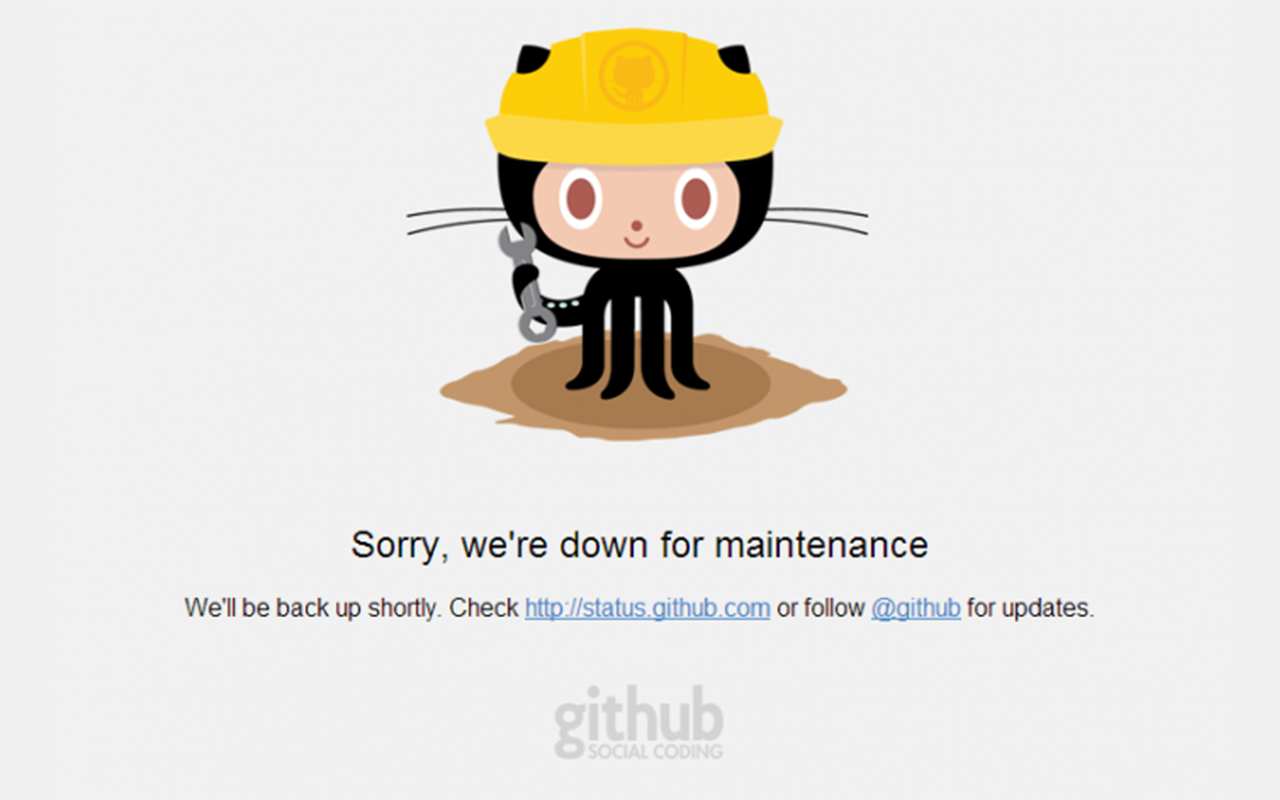 Sorry, we're down for maintenance
We'll be back up shortly. Check http://status.github.com or follow @github for updates.
github
SOCIAL CODING